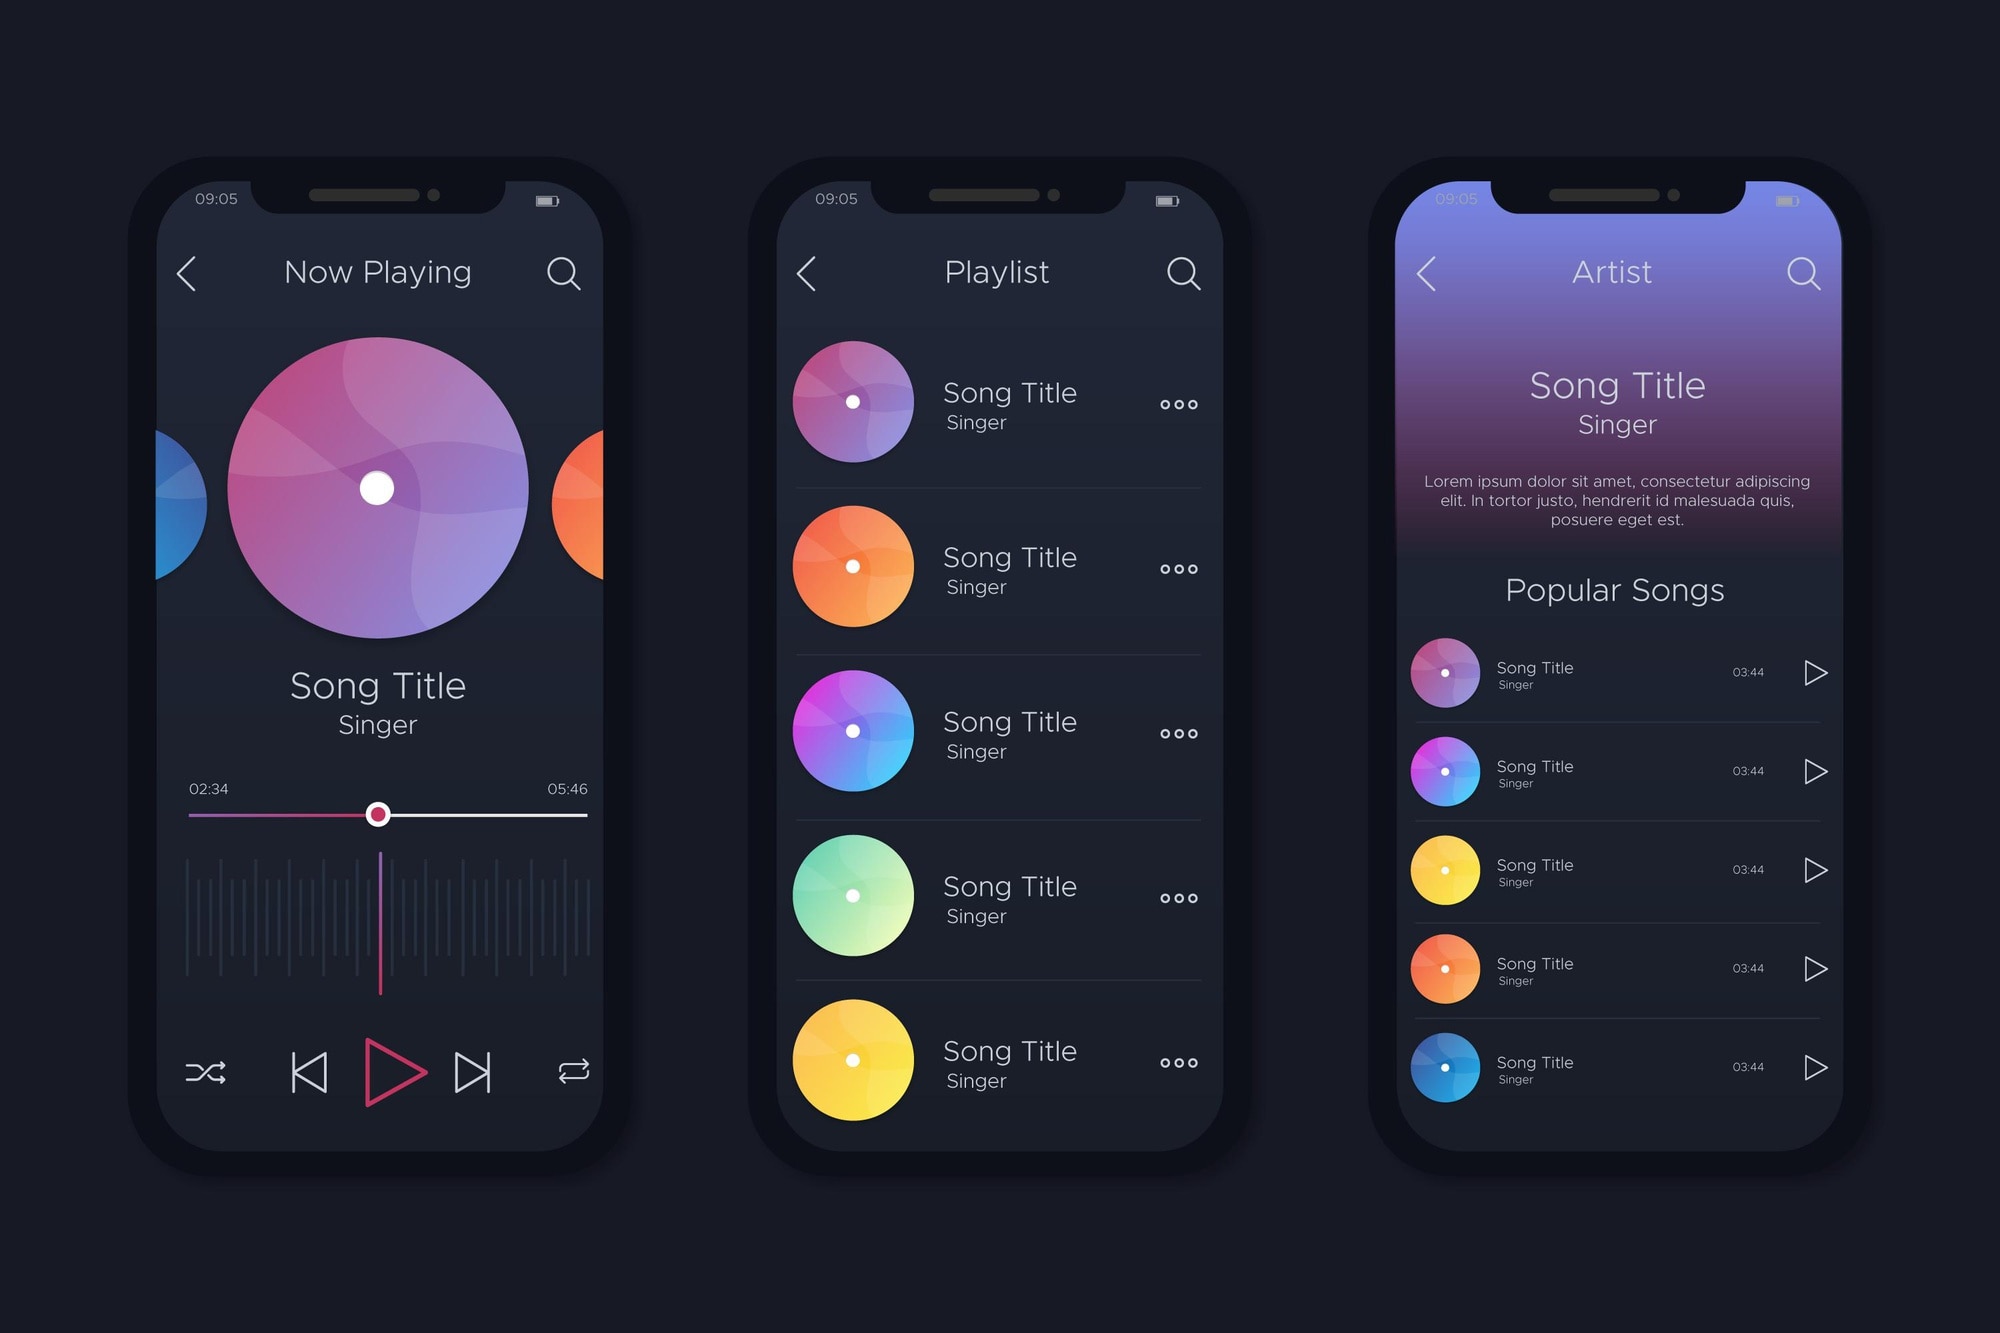 09:05
Now Playing
Song Title
Singer
02:34 05:46
09:05
Playlist
Song Title
Singer
Song Title
Singer
Song Title
Singer
Song Title
Singer
Song Title
Singer
09:05
Artist
Song Title
Singer
Lorem ipsum dolor sit amet, consectetur adipiscing
elit. In tortor justo, hendrerit id malesuada quis,
posuere eget est.
Popular Songs
Song Title
Singer
03:44
Song Title
Singer
03:44
Song Title
Singer
03:44
Song Title
Singer
03:44
Song Title
Singer
03:44